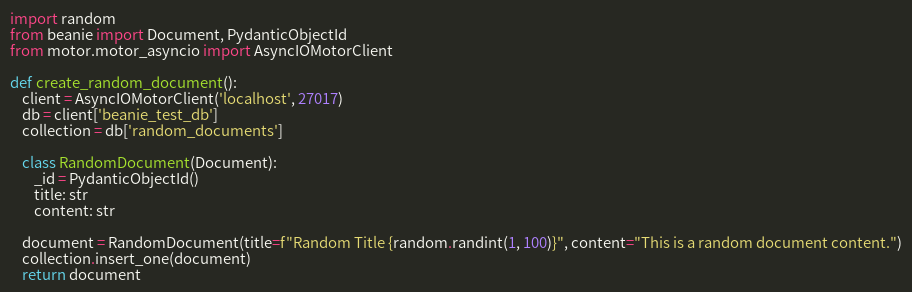 import random
from beanie import Document, PydanticObjectId
from motor.motor_asyncio import AsyncIOMotorClient

def create_random_document():
    client = AsyncIOMotorClient('localhost', 27017)
    db = client['beanie_test_db']
    collection = db['random_documents']

    class RandomDocument(Document):
        _id = PydanticObjectId()
        title: str
        content: str

    document = RandomDocument(title=f"Random Title {random.randint(1, 100)}", content="This is a random document content.")
    collection.insert_one(document)
    return document